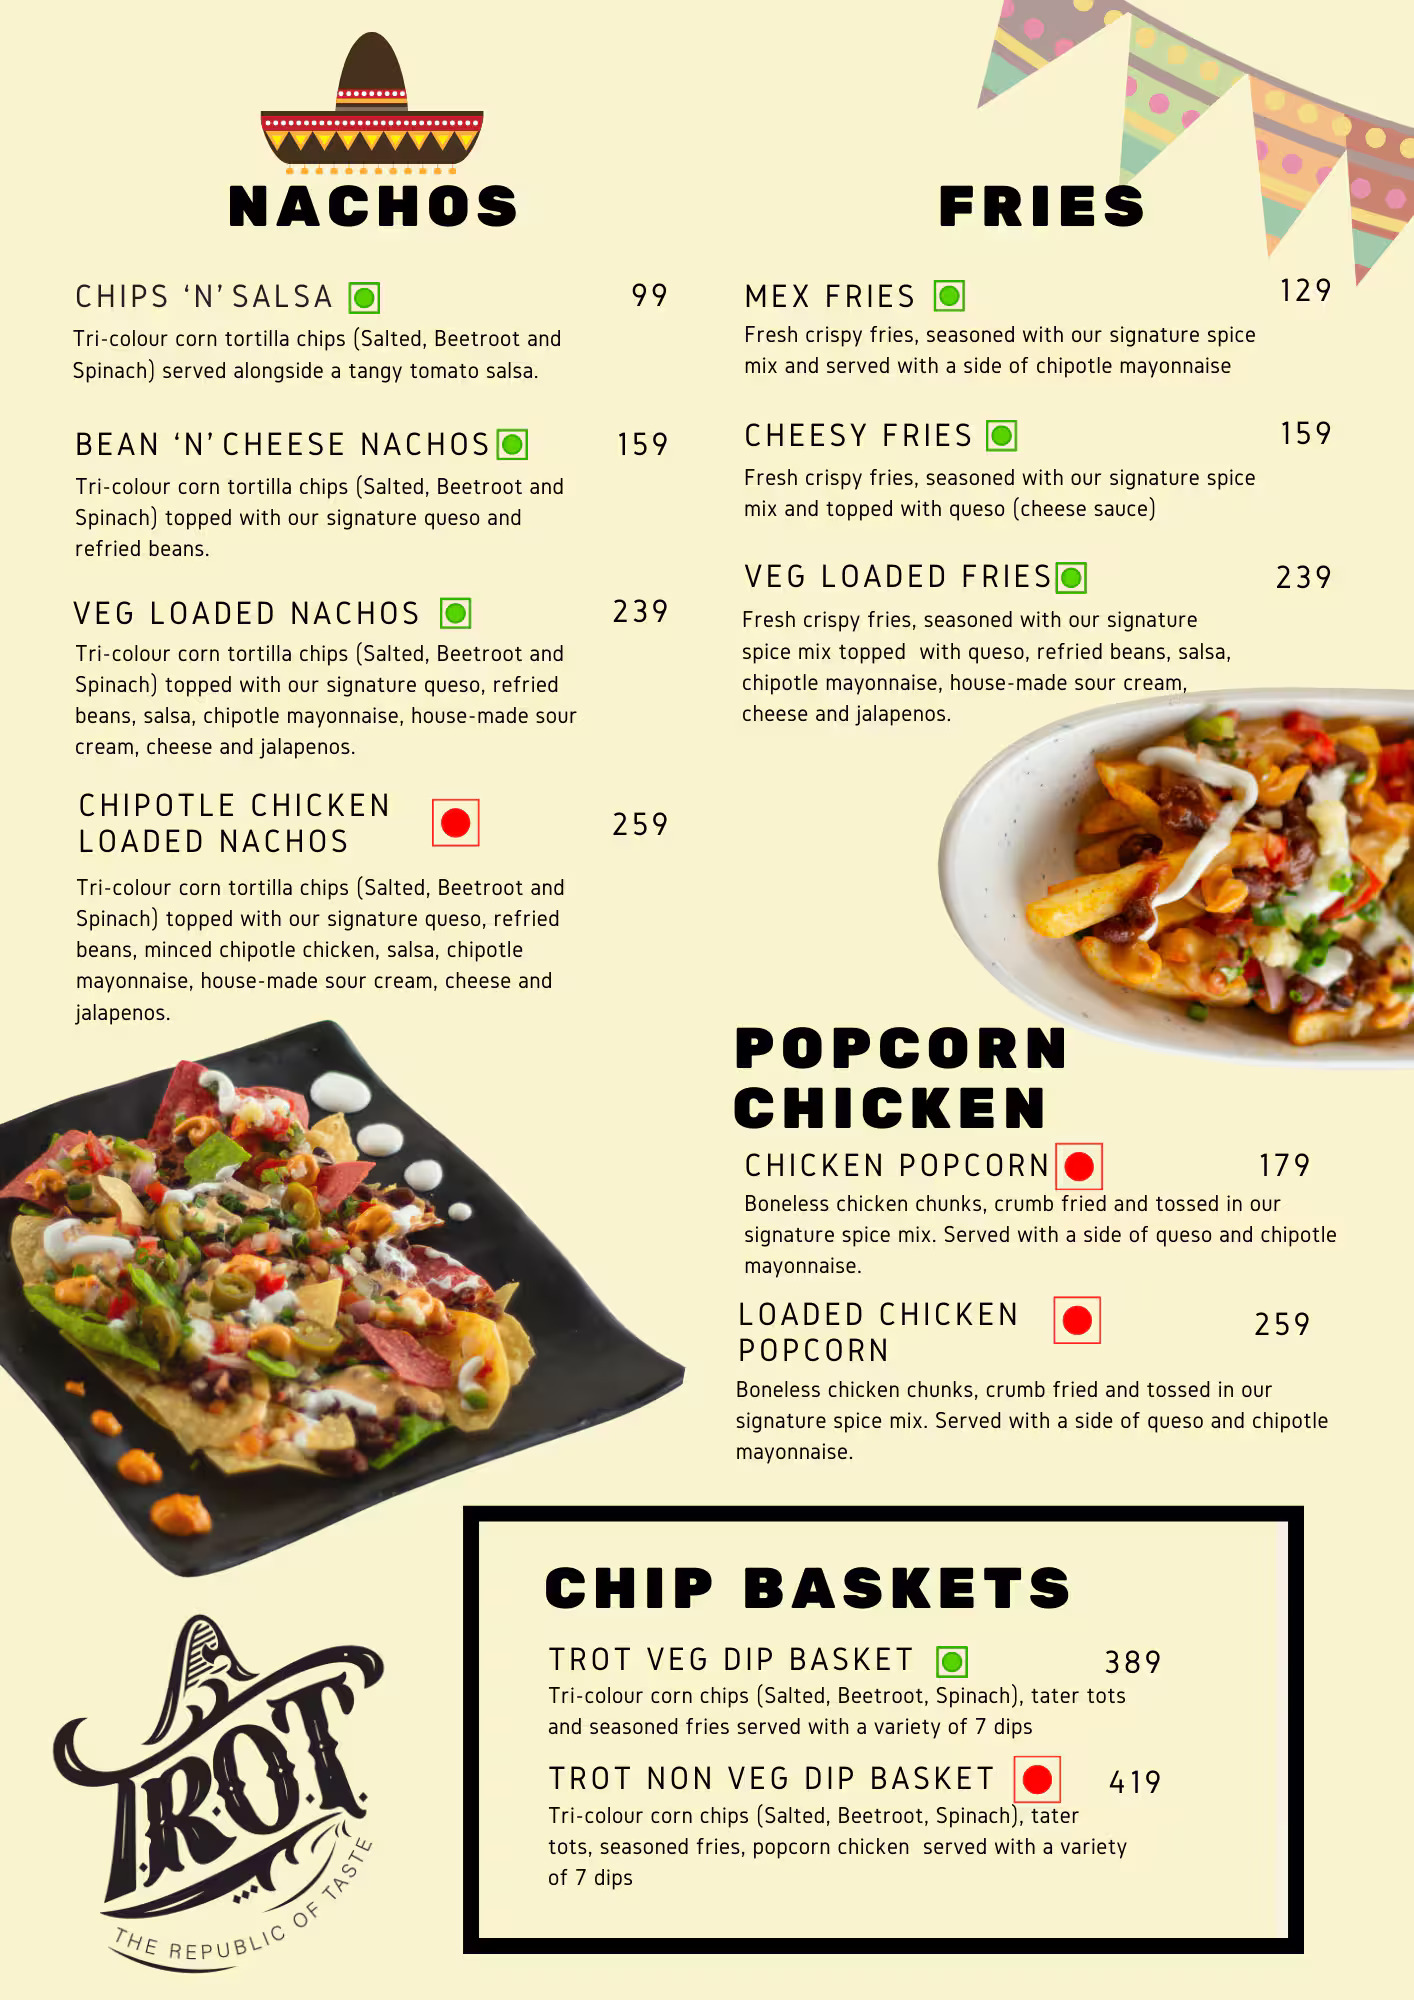 NACHOS
CHIPS ‘N’ SALSA
99
Tri-colour corn tortilla chips (Salted, Beetroot and
Spinach) served alongside a tangy tomato salsa.
BEAN ‘N’ CHEESE NACHOS
159
Tri-colour corn tortilla chips (Salted, Beetroot and
Spinach) topped with our signature queso and
refried beans.
VEG LOADED NACHOS
239
Tri-colour corn tortilla chips (Salted, Beetroot and
Spinach) topped with our signature queso, refried
beans, salsa, chipotle mayonnaise, house-made sour
cream, cheese and jalapenos.
CHIPOTLE CHICKEN
LOADED NACHOS
259
Tri-colour corn tortilla chips (Salted, Beetroot and
Spinach) topped with our signature queso, refried
beans, minced chipotle chicken, salsa, chipotle
mayonnaise, house-made sour cream, cheese and
jalapenos.
FRIES
MEX FRIES
129
Fresh crispy fries, seasoned with our signature spice
mix and served with a side of chipotle mayonnaise
CHEESY FRIES
159
Fresh crispy fries, seasoned with our signature spice
mix and topped with queso (cheese sauce)
VEG LOADED FRIES
239
Fresh crispy fries, seasoned with our signature
spice mix topped with queso, refried beans, salsa,
chipotle mayonnaise, house-made sour cream,
cheese and jalapenos.
POPCORN
CHICKEN
CHICKEN POPCORN
179
Boneless chicken chunks, crumb fried and tossed in our
signature spice mix. Served with a side of queso and chipotle
mayonnaise.
LOADED CHICKEN
POPCORN
259
Boneless chicken chunks, crumb fried and tossed in our
signature spice mix. Served with a side of queso and chipotle
mayonnaise.
CHIP BASKETS
TROT VEG DIP BASKET
389
Tri-colour corn chips (Salted, Beetroot, Spinach), tater tots
and seasoned fries served with a variety of 7 dips
TROT NON VEG DIP BASKET
419
Tri-colour corn chips (Salted, Beetroot, Spinach), tater
tots, seasoned fries, popcorn chicken served with a variety
of 7 dips
TROT
THE REPUBLIC OF TASTE